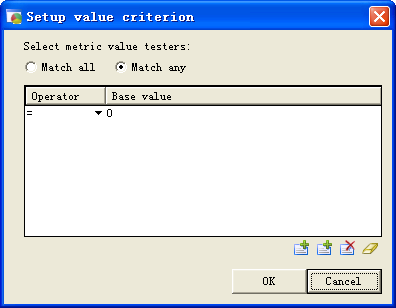 Setup value criterion
Select metric value testers:
Match all Match any
Operator Base value
= 0
OK Cancel